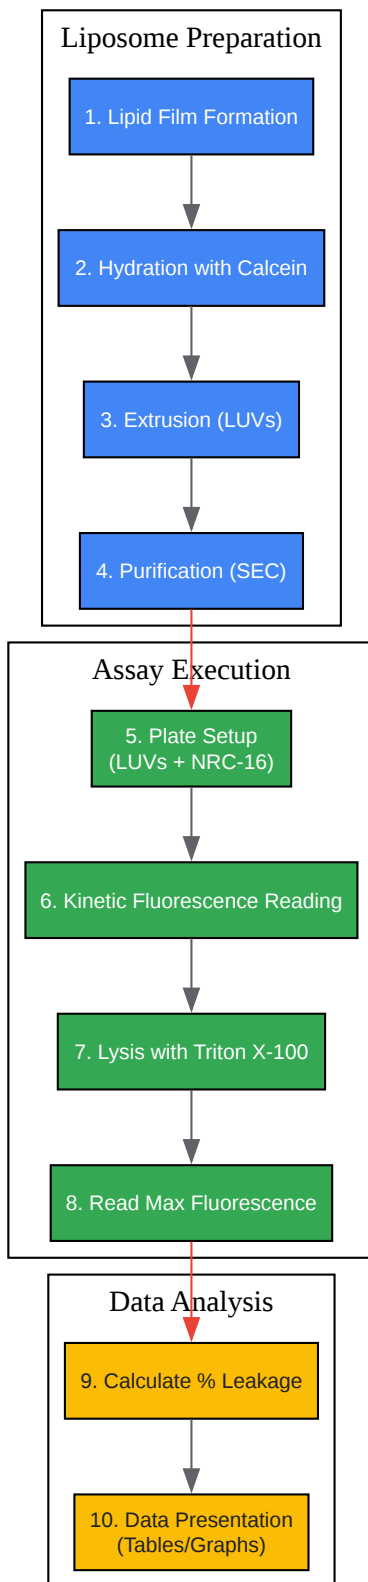 Liposome Preparation
1. Lipid Film Formation
2. Hydration with Calcein
3. Extrusion (LUVs)
4. Purification (SEC)
Assay Execution
5. Plate Setup
(LUVs + NRC-16)
6. Kinetic Fluorescence Reading
7. Lysis with Triton X-100
8. Read Max Fluorescence
Data Analysis
9. Calculate % Leakage
10. Data Presentation
(Tables/Graphs)